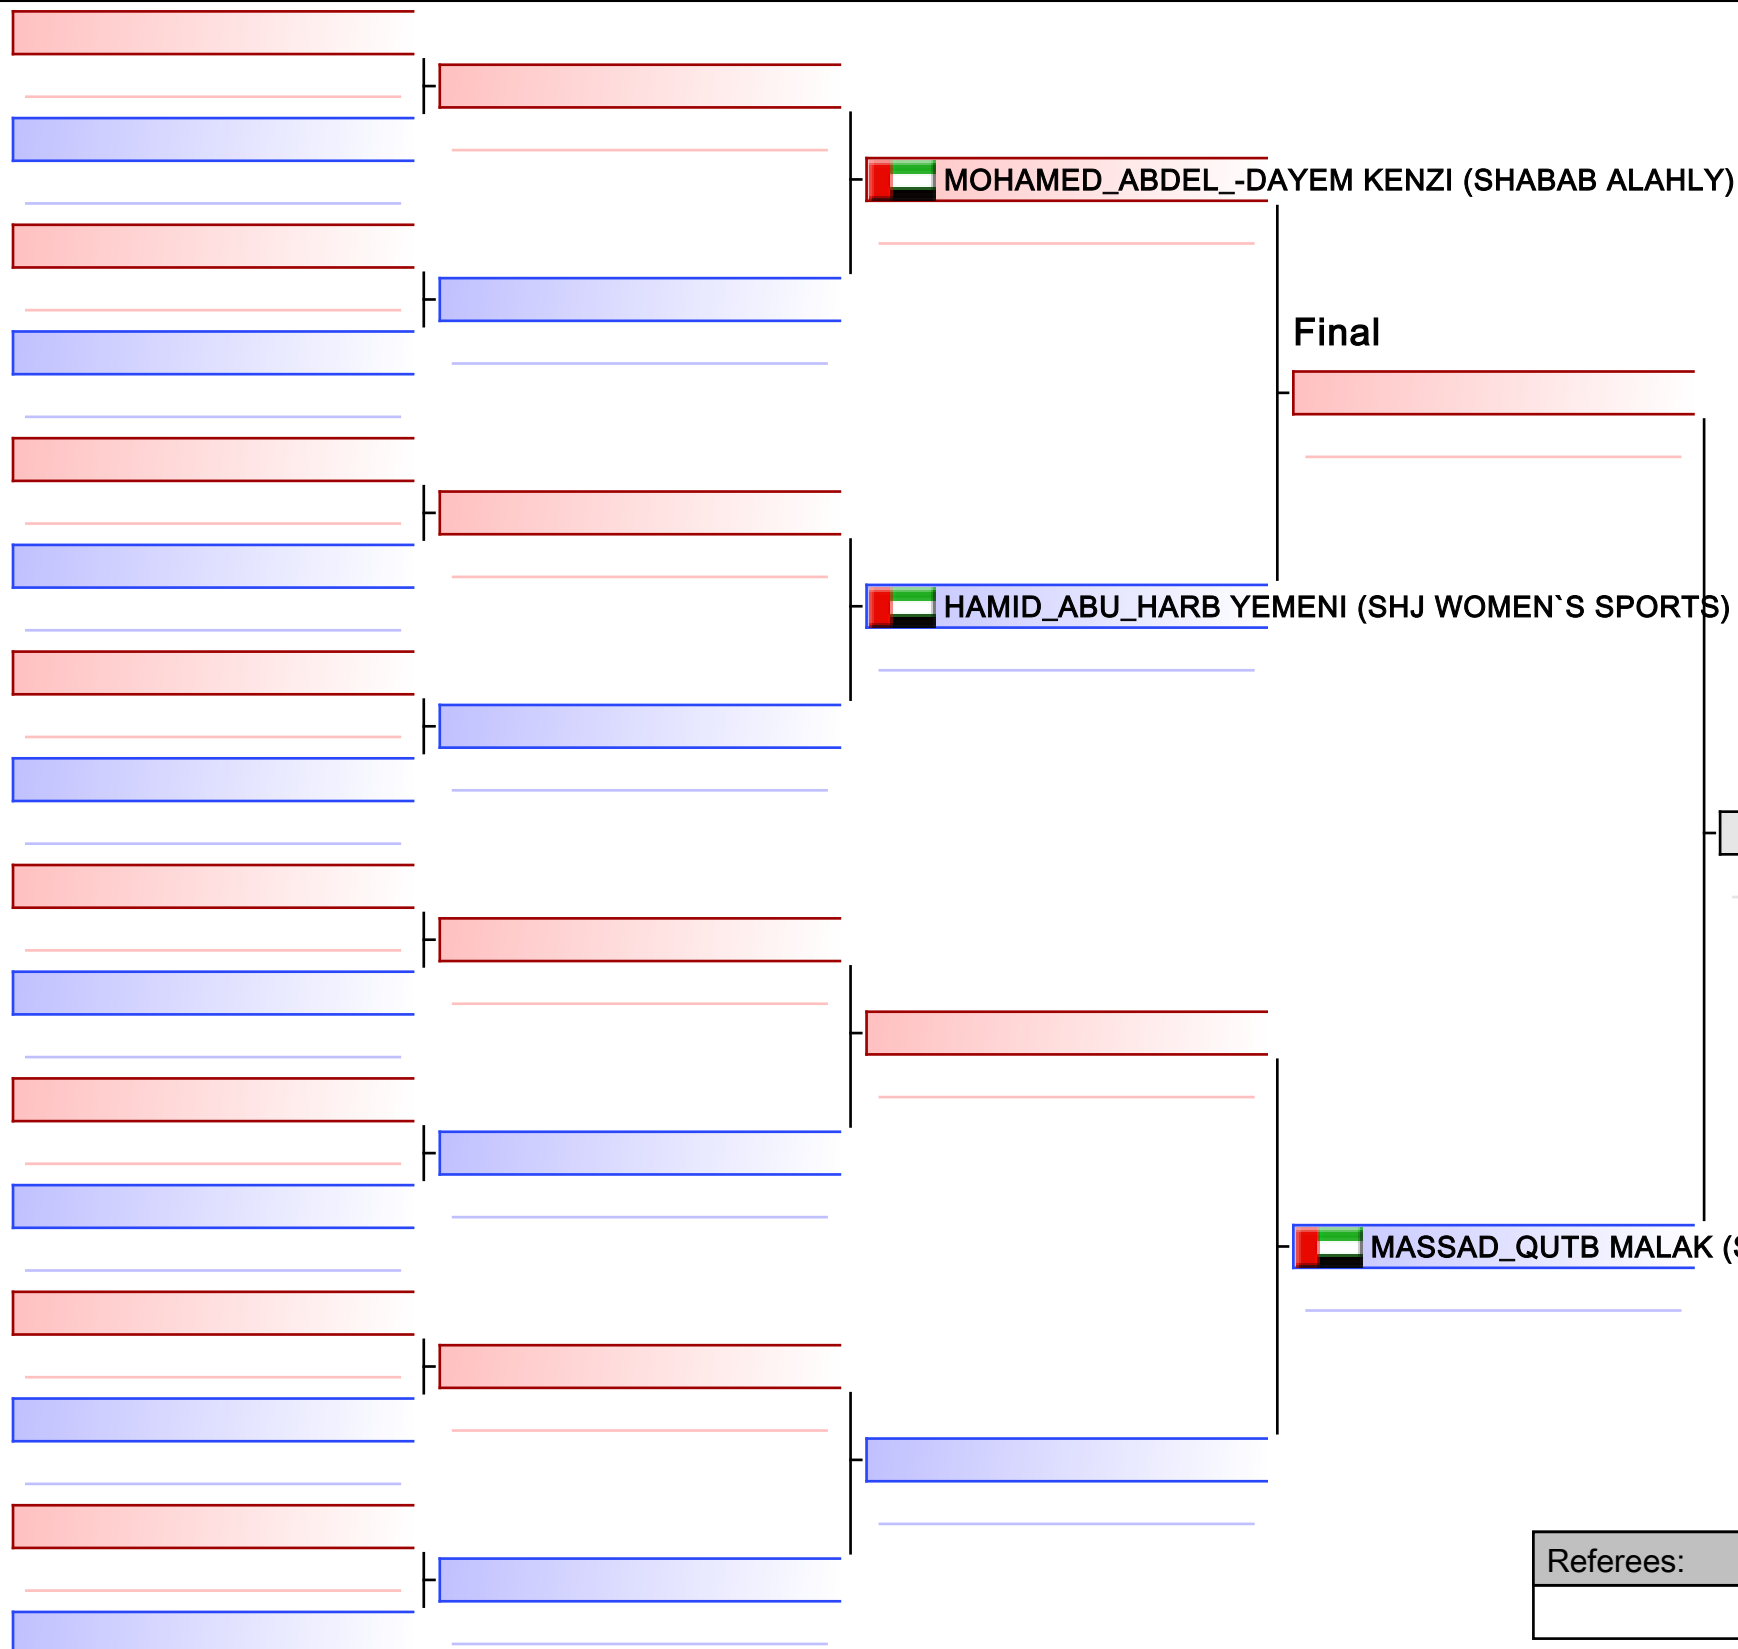 MOHAMED_ABDEL_-DAYEM KENZI (SHABAB ALAHLY)
Final
HAMID_ABU_HARB YEMENI (SHJ WOMEN`S SPORTS)
MASSAD_QUTB MALAK (
Referees: